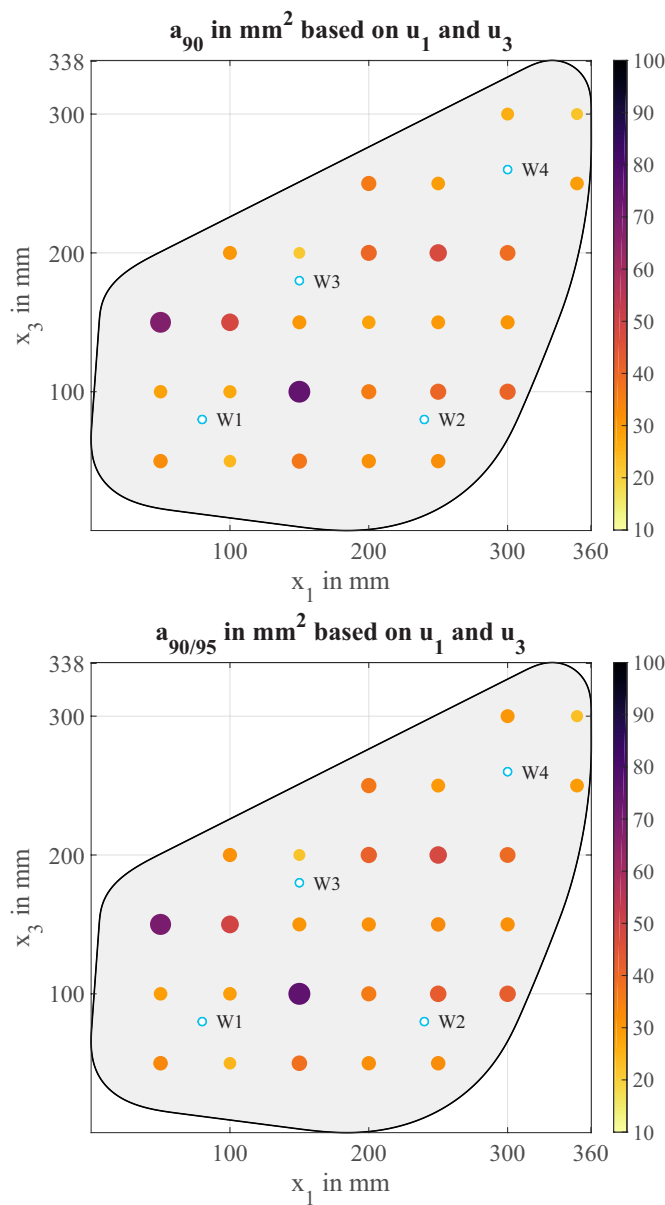 a₉₀ in mm² based on u₁ and u₃
338
300
200
100
x₃ in mm
W4
W3
W1
W2
100 200 300 360
x₁ in mm
100
90
80
70
60
50
40
30
20
10
a₉₀/₉₅ in mm² based on u₁ and u₃
338
300
200
100
x₃ in mm
W4
W3
W1
W2
100 200 300 360
x₁ in mm
100
90
80
70
60
50
40
30
20
10